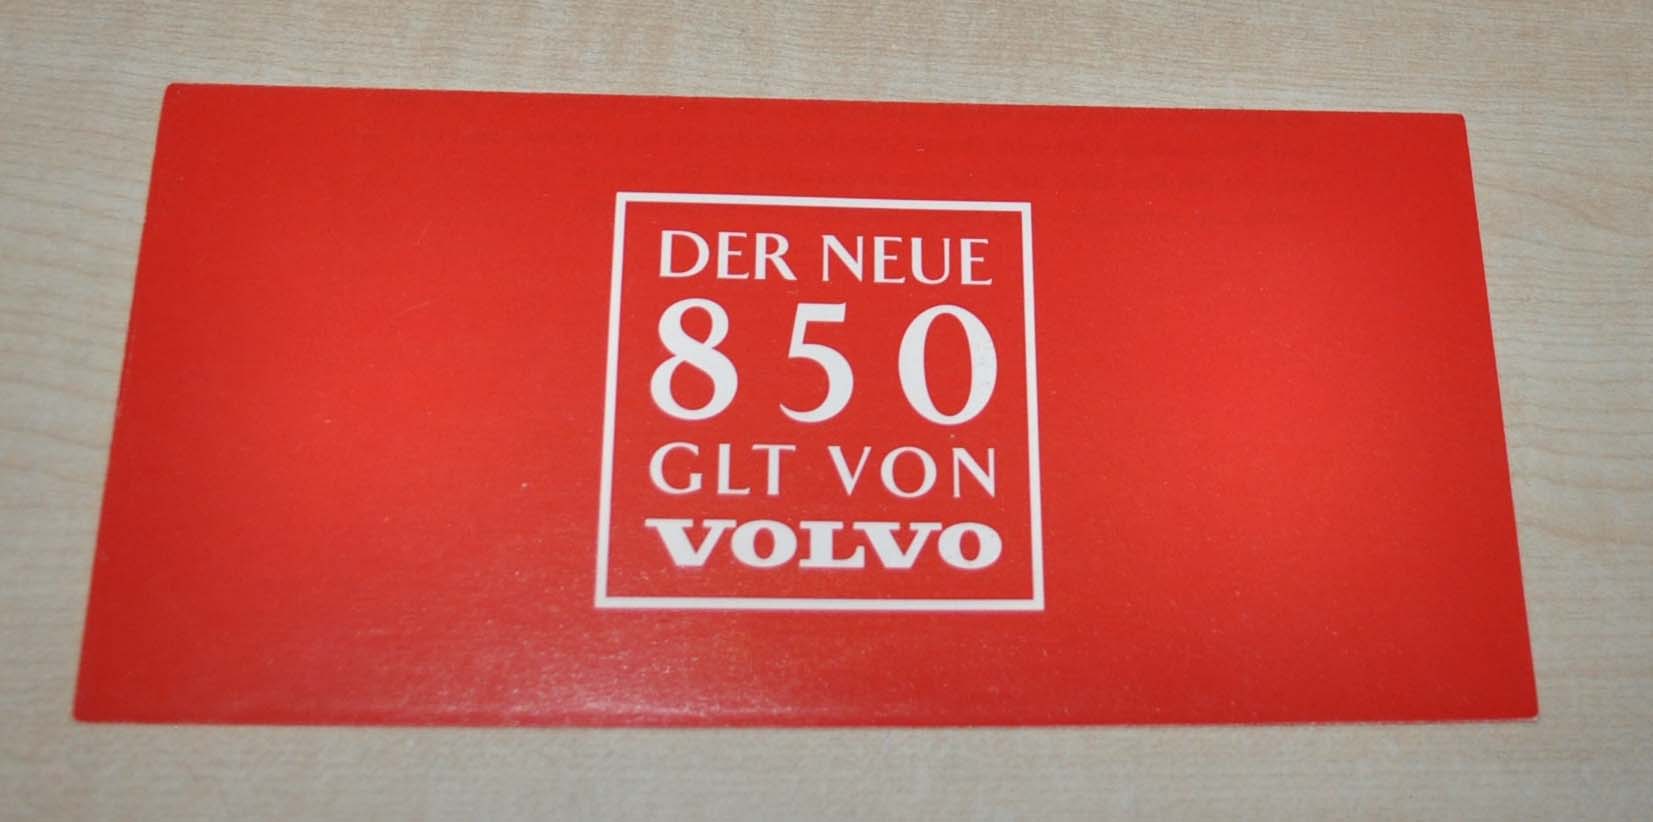 DER NEUE
850
GLT VON
VOLVO